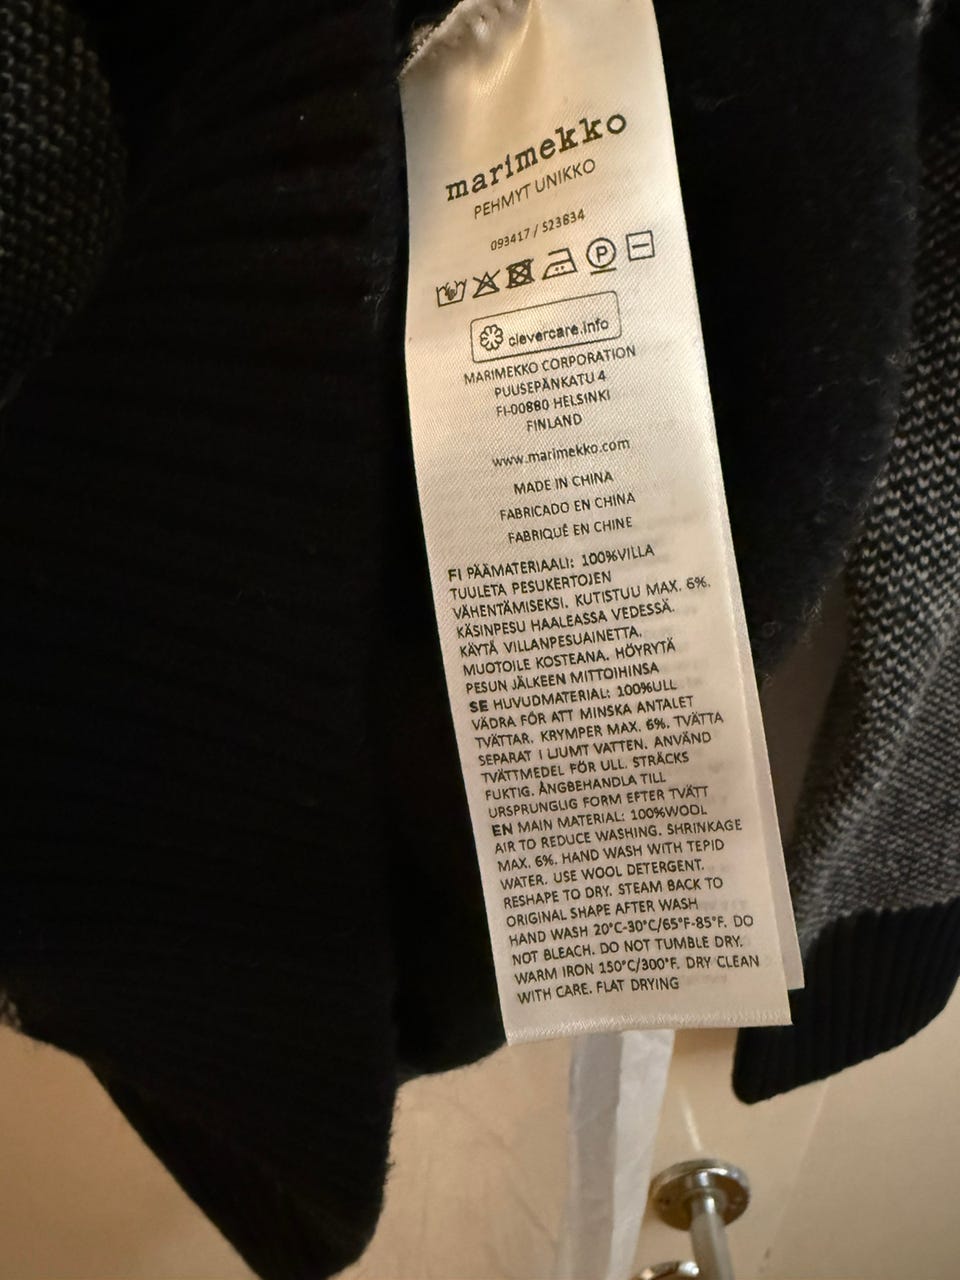 marimekko
PEHMYT UNIKKO
093417 / 523834
P
clevercare.info
MARIMEKKO CORPORATION
PUUSEPÄNKATU 4
FI-00880 HELSINKI
FINLAND
www.marimekko.com
MADE IN CHINA
FABRICADO EN CHINA
FABRIQUÉ EN CHINE
FI PÄÄMATERIAALI: 100%VILLA
TUULETA PESUKERTOJEN
VÄHENTÄMISEKSI. KUTISTUU MAX. 6%.
KÄSINPESU HAALEASSA VEDESSÄ.
KÄYTÄ VILLANPESUAINETTA.
MUOTOILE KOSTEANA. HÖYRYTÄ
PESUN JÄLKEEN MITTOIHINSA
SE HUVUDMATERIAL: 100%ULL
VÄDRA FÖR ATT MINSKA ANTALET
TVÄTTAR. KRYMPER MAX. 6%. TVÄTTA
SEPARAT I LJUMT VATTEN. ANVÄND
TVÄTTMEDEL FÖR ULL. STRÄCKS
FUKTIG. ÅNGBEHANDLA TILL
URSPRUNGLIG FORM EFTER TVÄTT
EN MAIN MATERIAL: 100%WOOL
AIR TO REDUCE WASHING. SHRINKAGE
MAX. 6%. HAND WASH WITH TEPID
WATER. USE WOOL DETERGENT.
RESHAPE TO DRY. STEAM BACK TO
ORIGINAL SHAPE AFTER WASH
HAND WASH 20°C-30°C/65°F-85°F. DO
NOT BLEACH. DO NOT TUMBLE DRY.
WARM IRON 150°C/300°F. DRY CLEAN
WITH CARE. FLAT DRYING